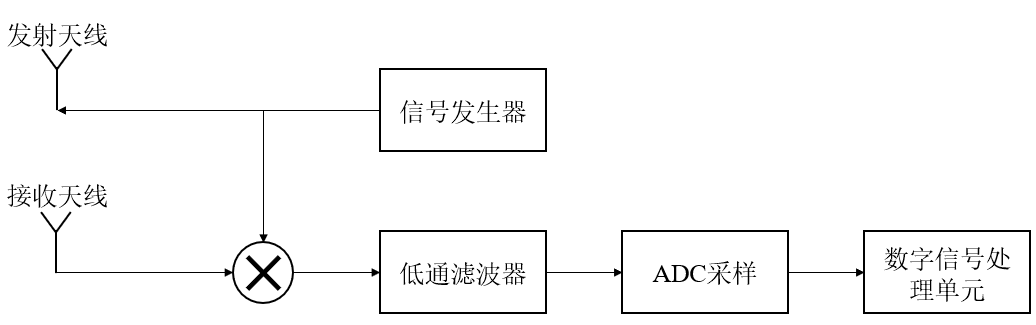 发射天线
信号发生器
接收天线
低通滤波器
ADC采样
数字信号处
理单元